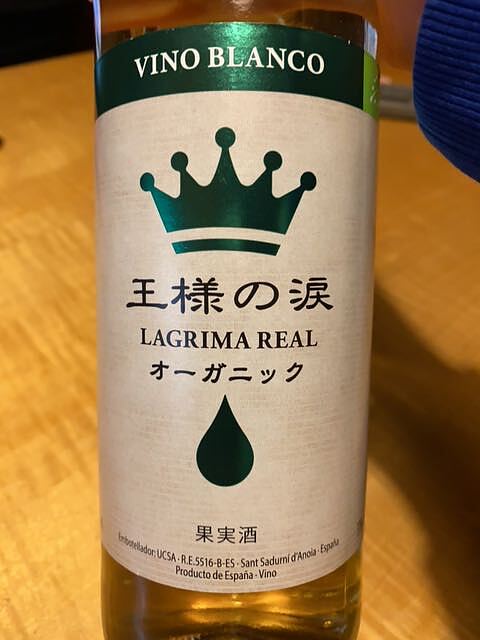 VINO BLANCO
王様の涙
LAGRIMA REAL
オーガニック
果実酒
Embotellador: UCSA · R.E.5516-B-ES · Sant Sadurní d'Anoia · España
Producto de España · Vino